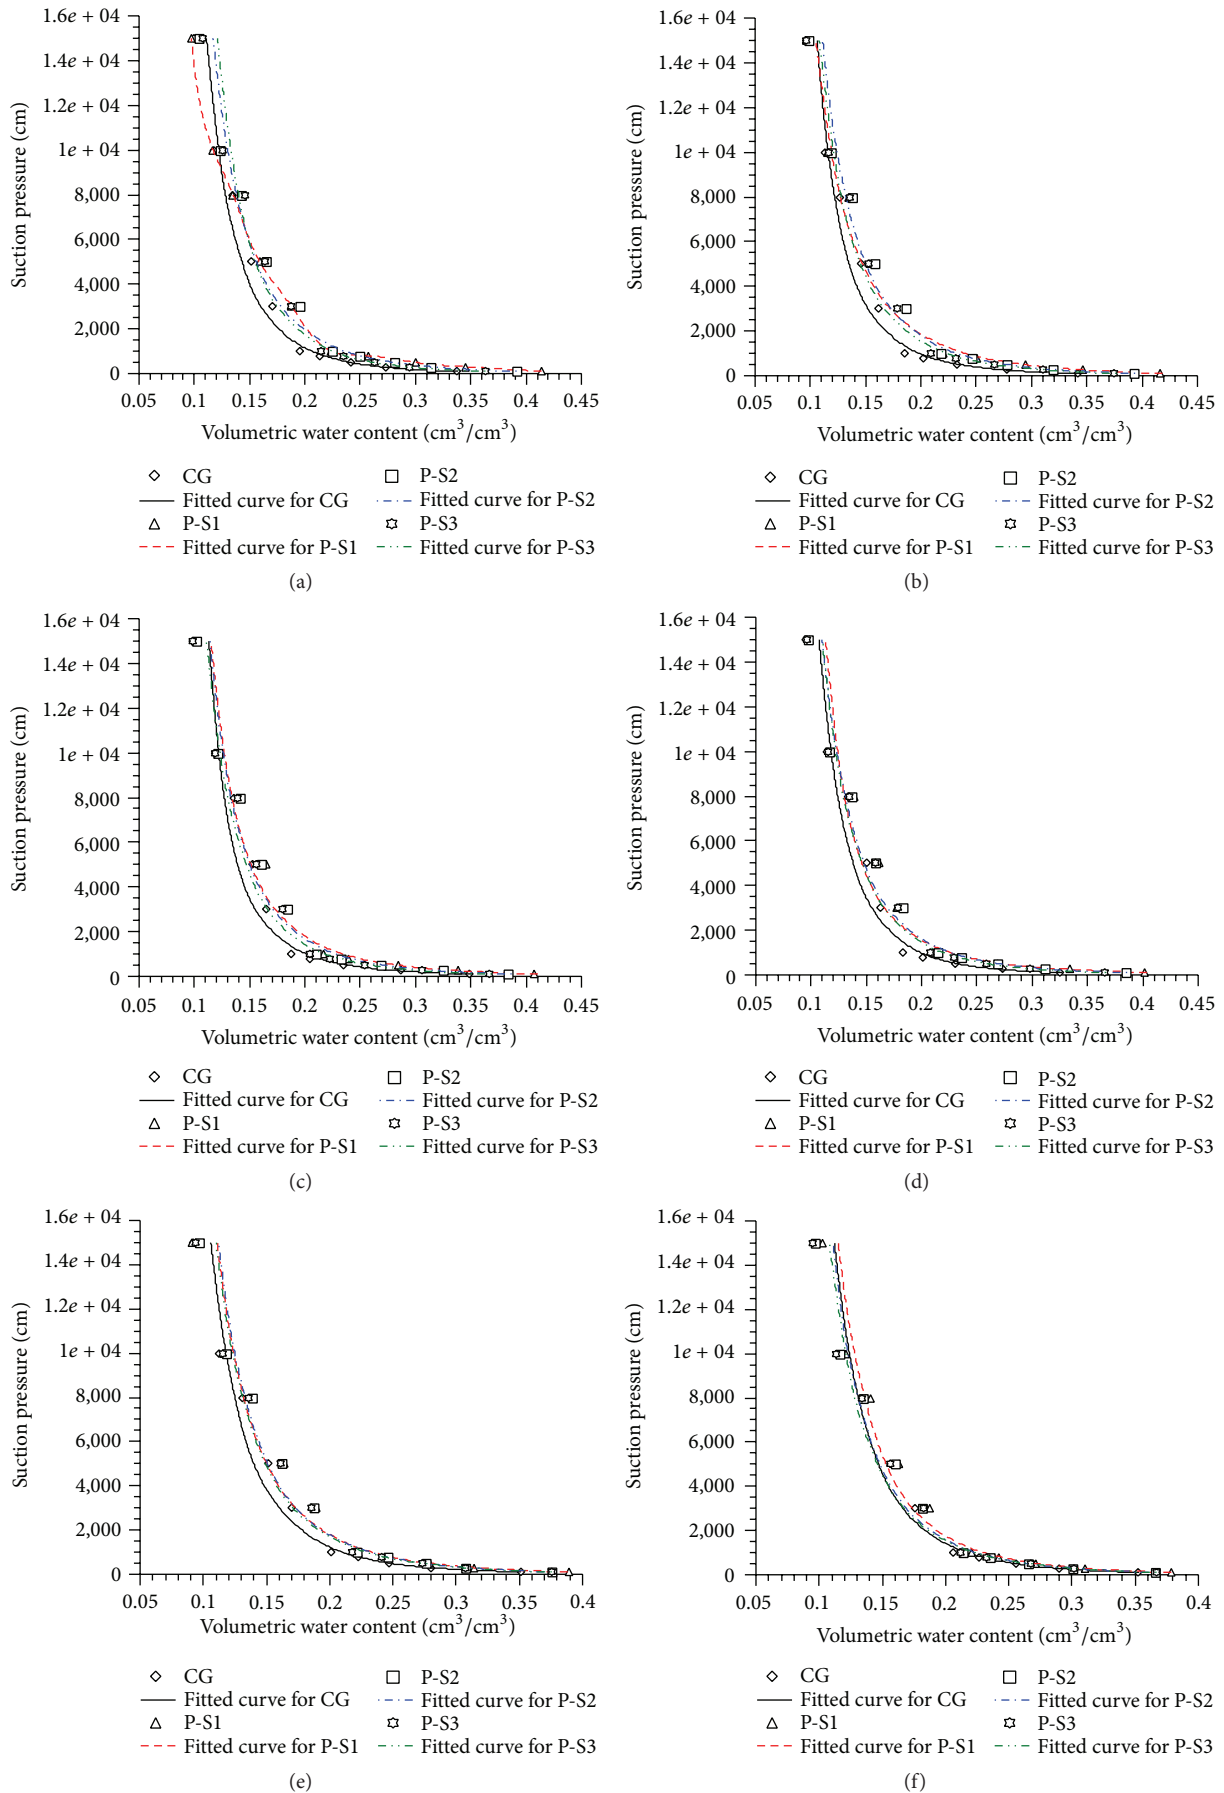 1.6e + 04
1.4e + 04
1.2e + 04
1e + 04
8,000
6,000
4,000
2,000
0
Suction pressure (cm)
0.05 0.1 0.15 0.2 0.25 0.3 0.35 0.4 0.45
Volumetric water content (cm³/cm³)
CG
Fitted curve for CG
P-S1
Fitted curve for P-S1
P-S2
Fitted curve for P-S2
P-S3
Fitted curve for P-S3
(a)
1.6e + 04
1.4e + 04
1.2e + 04
1e + 04
8,000
6,000
4,000
2,000
0
Suction pressure (cm)
0.05 0.1 0.15 0.2 0.25 0.3 0.35 0.4 0.45
Volumetric water content (cm³/cm³)
CG
Fitted curve for CG
P-S1
Fitted curve for P-S1
P-S2
Fitted curve for P-S2
P-S3
Fitted curve for P-S3
(b)
1.6e + 04
1.4e + 04
1.2e + 04
1e + 04
8,000
6,000
4,000
2,000
0
Suction pressure (cm)
0.05 0.1 0.15 0.2 0.25 0.3 0.35 0.4 0.45
Volumetric water content (cm³/cm³)
CG
Fitted curve for CG
P-S1
Fitted curve for P-S1
P-S2
Fitted curve for P-S2
P-S3
Fitted curve for P-S3
(c)
1.6e + 04
1.4e + 04
1.2e + 04
1e + 04
8,000
6,000
4,000
2,000
0
Suction pressure (cm)
0.05 0.1 0.15 0.2 0.25 0.3 0.35 0.4 0.45
Volumetric water content (cm³/cm³)
CG
Fitted curve for CG
P-S1
Fitted curve for P-S1
P-S2
Fitted curve for P-S2
P-S3
Fitted curve for P-S3
(d)
1.6e + 04
1.4e + 04
1.2e + 04
1e + 04
8,000
6,000
4,000
2,000
0
Suction pressure (cm)
0.05 0.1 0.15 0.2 0.25 0.3 0.35 0.4
Volumetric water content (cm³/cm³)
CG
Fitted curve for CG
P-S1
Fitted curve for P-S1
P-S2
Fitted curve for P-S2
P-S3
Fitted curve for P-S3
(e)
1.6e + 04
1.4e + 04
1.2e + 04
1e + 04
8,000
6,000
4,000
2,000
0
Suction pressure (cm)
0.05 0.1 0.15 0.2 0.25 0.3 0.35 0.4
Volumetric water content (cm³/cm³)
CG
Fitted curve for CG
P-S1
Fitted curve for P-S1
P-S2
Fitted curve for P-S2
P-S3
Fitted curve for P-S3
(f)